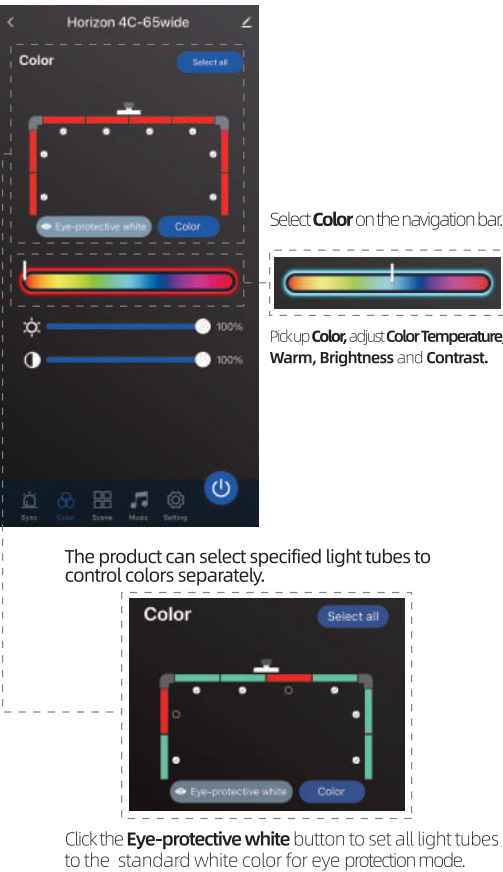 Horizon 4C-65wide
Color
Select all
Eye-protective white
Color
100%
100%
Sync
Color
Scene
Music
Setting
Select Color on the navigation bar.
Pick up Color, adjust Color Temperature,
Warm, Brightness and Contrast.
The product can select specified light tubes to
control colors separately.
Color
Select all
Eye-protective white
Color
Click the Eye-protective white button to set all light tubes
to the standard white color for eye protection mode.